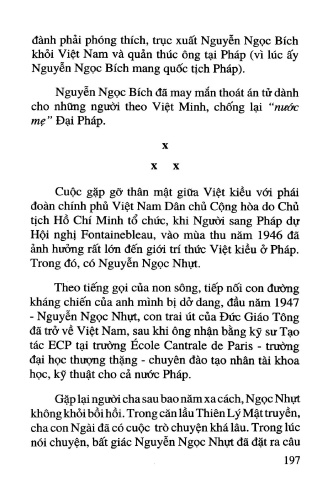 đành phải phóng thích, trục xuất Nguyễn Ngọc Bích
khỏi Việt Nam và quản thúc ông tại Pháp (vì lúc ấy
Nguyễn Ngọc Bích mang quốc tịch Pháp).
Nguyễn Ngọc Bích đã may mắn thoát án tử dành
cho những người theo Việt Minh, chống lại “nước
mẹ” Đại Pháp.
x
x x
Cuộc gặp gỡ thân mật giữa Việt kiều với phái
đoàn chính phủ Việt Nam Dân chủ Cộng hòa do Chủ
tịch Hồ Chí Minh tổ chức, khi Người sang Pháp dự
Hội nghị Fontainebleau, vào mùa thu năm 1946 đã
ảnh hưởng rất lớn đến giới trí thức Việt kiều ở Pháp.
Trong đó, có Nguyễn Ngọc Nhựt.
Theo tiếng gọi của non sông, tiếp nối con đường
kháng chiến của anh mình bị dở dang, đầu năm 1947
- Nguyễn Ngọc Nhựt, con trai út của Đức Giáo Tông
đã trở về Việt Nam, sau khi ông nhận bằng kỹ sư Tạo
tác ECP tại trường École Cantrale de Paris - trường
đại học thượng thặng - chuyên đào tạo nhân tài khoa
học, kỹ thuật cho cả nước Pháp.
Gặp lại người cha sau bao năm xa cách, Ngọc Nhựt
không khỏi bồi hồi. Trong căn lầu Thiên Lý Mật truyền,
cha con Ngài đã có cuộc trò chuyện khá lâu. Trong lúc
nói chuyện, bất giác Nguyễn Ngọc Nhựt đã đặt ra câu
197